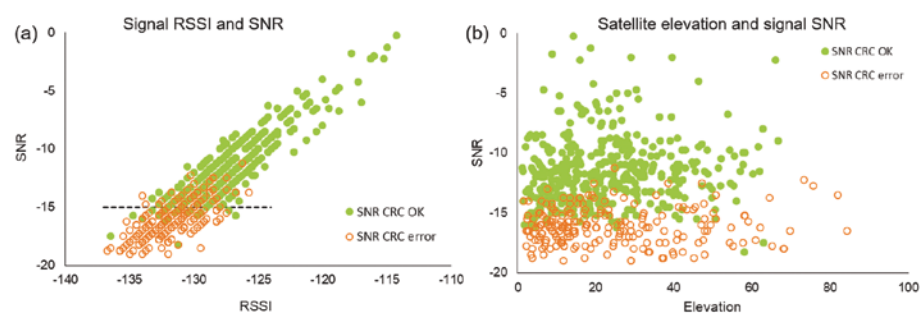 (a)
Signal RSSI and SNR
0
-5
-10
-15
-20
SNR
-140
-135
-130
-125
-124
-115
-110
RSSI
SNR CRC OK
SNR CRC error
(b)
Satellite elevation and signal SNR
0
-5
-10
-15
-20
SNR
0
20
40
60
80
100
Elevation
SNR CRC OK
SNR CRC error